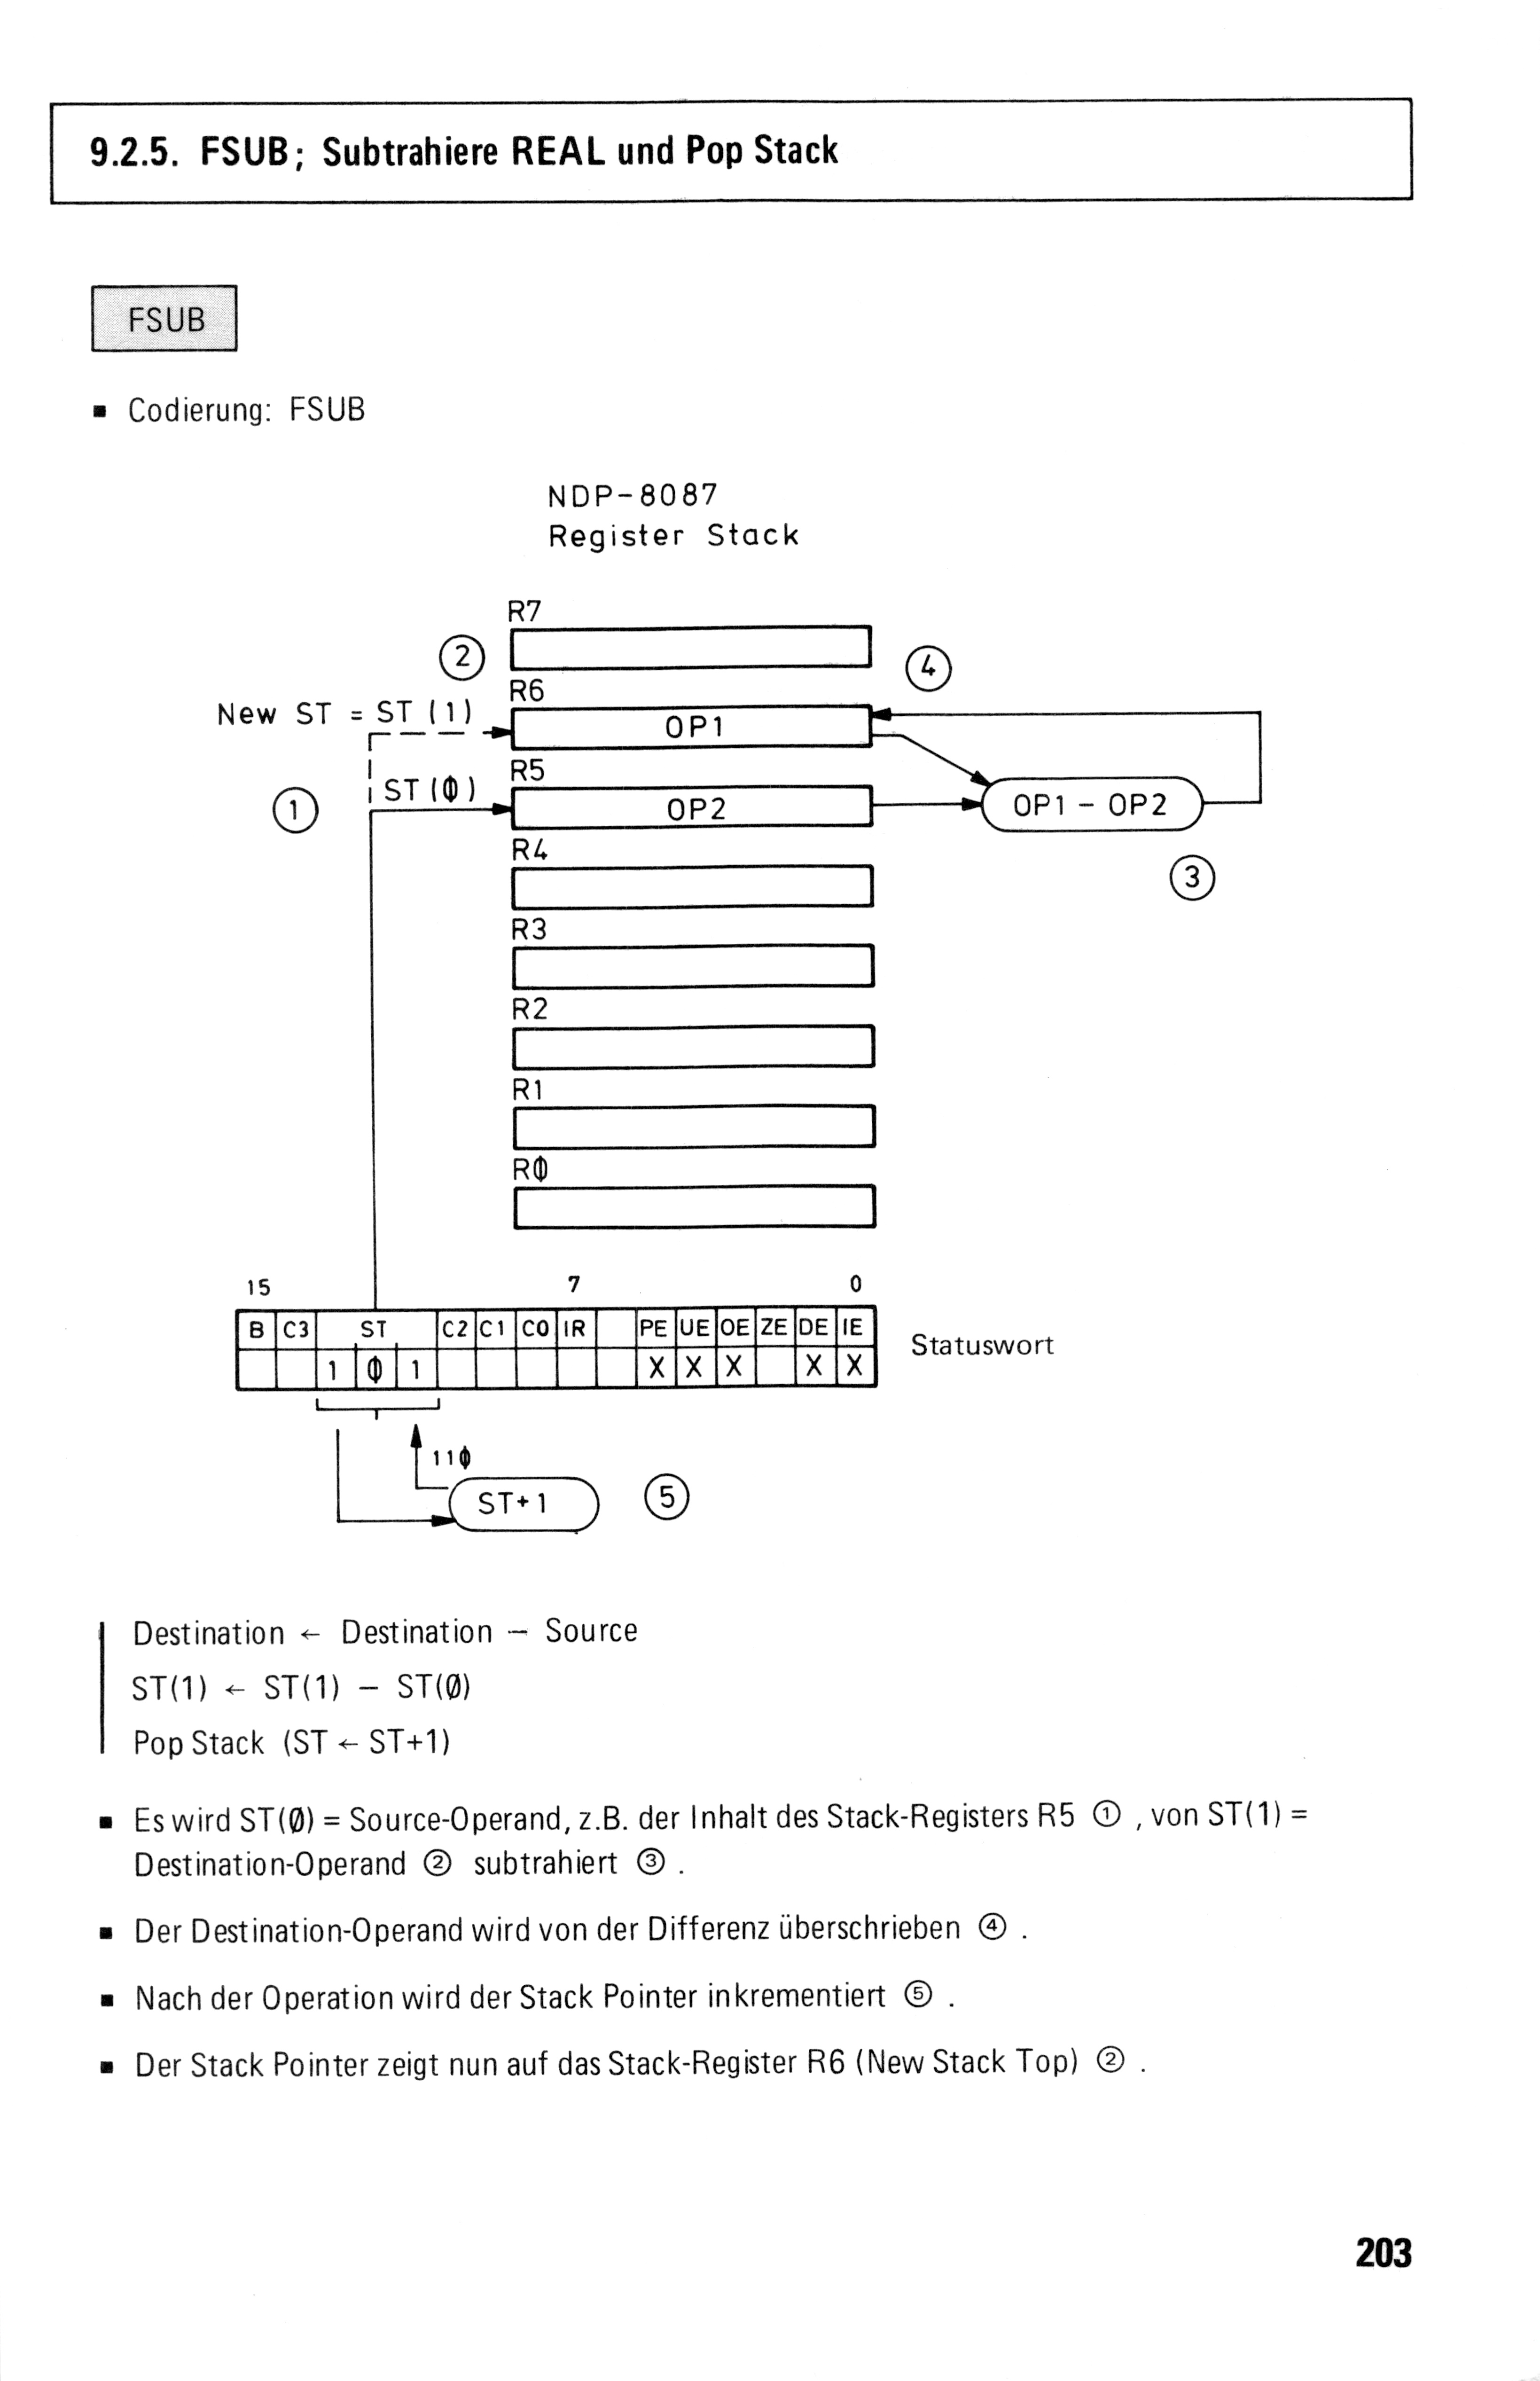 9.2.5. FSUB; Subtrahiere REAL und Pop Stack
FSUB
▪ Codierung: FSUB
NDP-8087
Register Stack
R7
②
④
R6
New ST = ST (1)
OP1
R5
ST (0)
①
OP2
OP1 - OP2
R4
③
R3
R2
R1
R0
15 7 0
B C3 ST C2 C1 C0 IR PE UE OE ZE DE IE
Statuswort
1 0 1 X X X X X
110
ST+1
⑤
Destination ← Destination − Source
ST(1) ← ST(1) − ST(0)
Pop Stack (ST ← ST+1)
▪ Es wird ST(0) = Source-Operand, z.B. der Inhalt des Stack-Registers R5 ① , von ST(1) =
Destination-Operand ② subtrahiert ③ .
▪ Der Destination-Operand wird von der Differenz überschrieben ④ .
▪ Nach der Operation wird der Stack Pointer inkrementiert ⑤ .
▪ Der Stack Pointer zeigt nun auf das Stack-Register R6 (New Stack Top) ② .
203